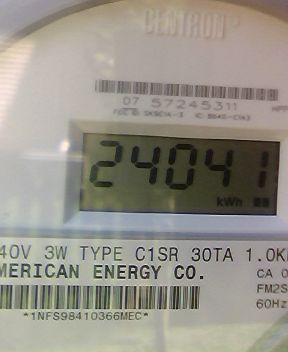 CENTRON
07 57245311
24041
kWh
40V 3W TYPE C1SR 30TA 1.0K
MERICAN ENERGY CO.
CA 0
FM2S
60Hz
*1NFS98410366MEC*